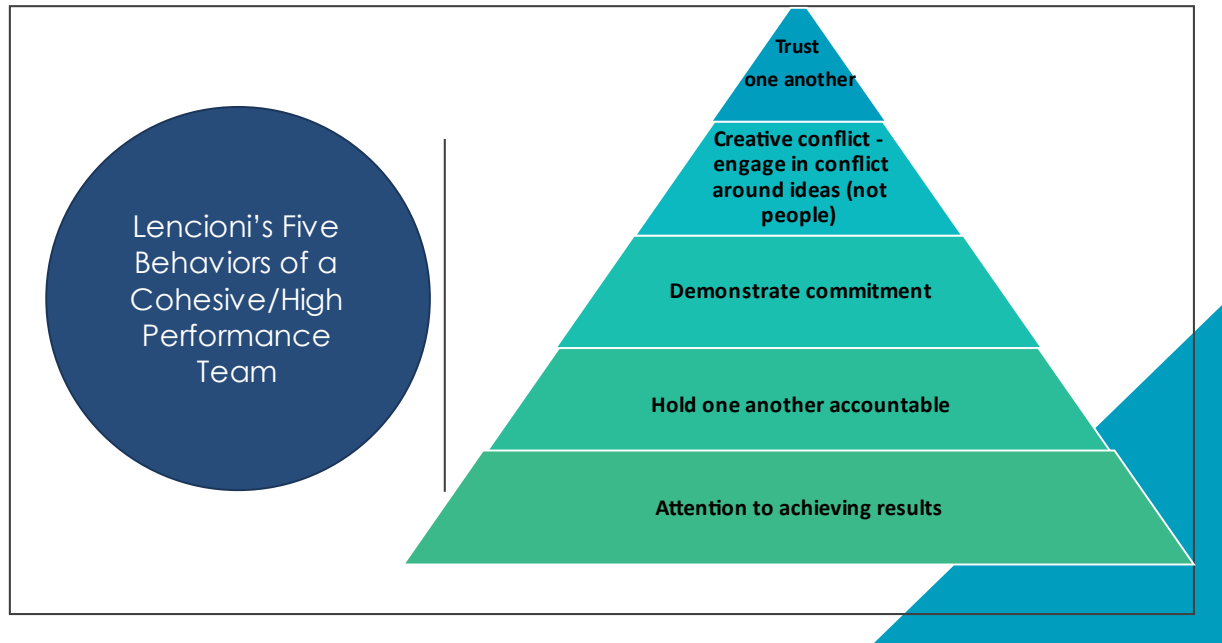 Lencioni’s Five
Behaviors of a
Cohesive/High
Performance
Team
Trust
one another
Creative conflict -
engage in conflict
around ideas (not
people)
Demonstrate commitment
Hold one another accountable
Attention to achieving results